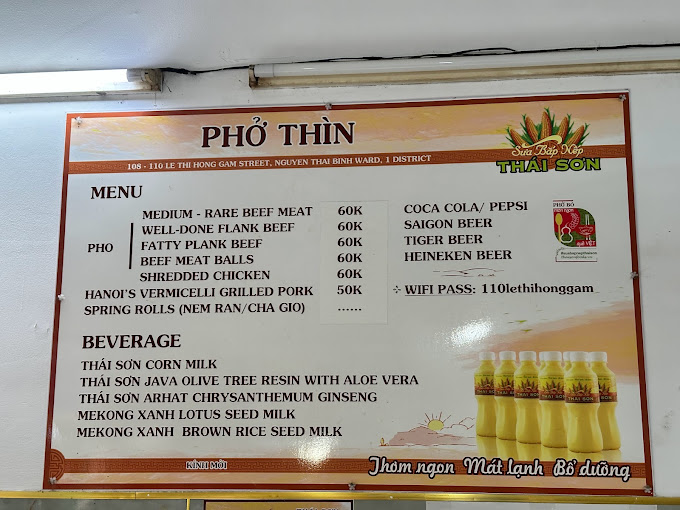 PHỞ THÌN
108 - 110 LE THI HONG GAM STREET, NGUYEN THAI BINH WARD, 1 DISTRICT
Sữa Bắp Nếp
THÁI SƠN
MENU
PHO
MEDIUM - RARE BEEF MEAT 60K
WELL-DONE FLANK BEEF 60K
FATTY PLANK BEEF 60K
BEEF MEAT BALLS 60K
SHREDDED CHICKEN 60K
HANOI'S VERMICELLI GRILLED PORK 50K
SPRING ROLLS (NEM RAN/CHA GIO) ......
COCA COLA/ PEPSI
SAIGON BEER
TIGER BEER
HEINEKEN BEER
PHỞ BÒ
WIFI PASS: 110lethihonggam
BEVERAGE
THÁI SƠN CORN MILK
THÁI SƠN JAVA OLIVE TREE RESIN WITH ALOE VERA
THÁI SƠN ARHAT CHRYSANTHEMUM GINSENG
MEKONG XANH LOTUS SEED MILK
MEKONG XANH BROWN RICE SEED MILK
THÁI SƠN
KÍNH MỜI
Thơm ngon Mát lạnh Bổ dưỡng